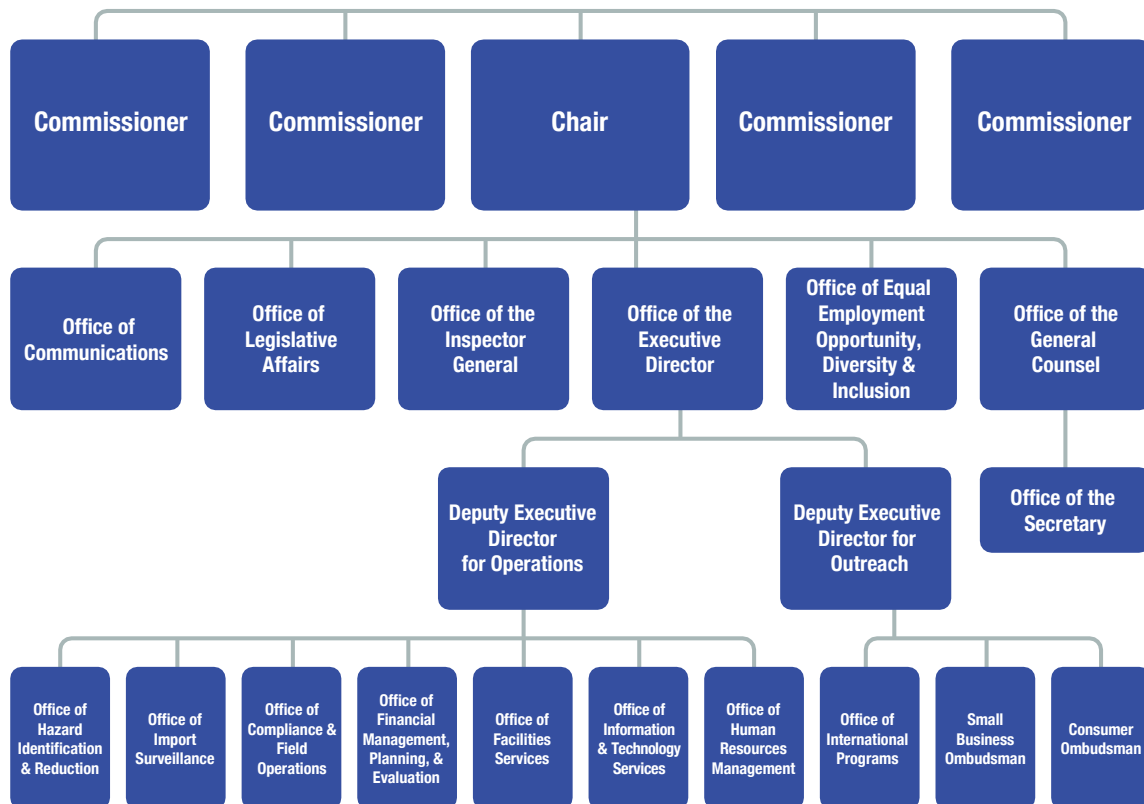 Commissioner
Commissioner
Chair
Commissioner
Commissioner
Office of
Communications
Office of
Legislative
Affairs
Office of the
Inspector
General
Office of the
Executive
Director
Office of Equal
Employment
Opportunity,
Diversity &
Inclusion
Office of the
General
Counsel
Deputy Executive
Director
for Operations
Deputy Executive
Director for
Outreach
Office of the
Secretary
Office of
Hazard
Identification
& Reduction
Office of
Import
Surveillance
Office of
Compliance &
Field
Operations
Office of
Financial
Management,
Planning, &
Evaluation
Office of
Facilities
Services
Office of
Information
& Technology
Services
Office of
Human
Resources
Management
Office of
International
Programs
Small
Business
Ombudsman
Consumer
Ombudsman